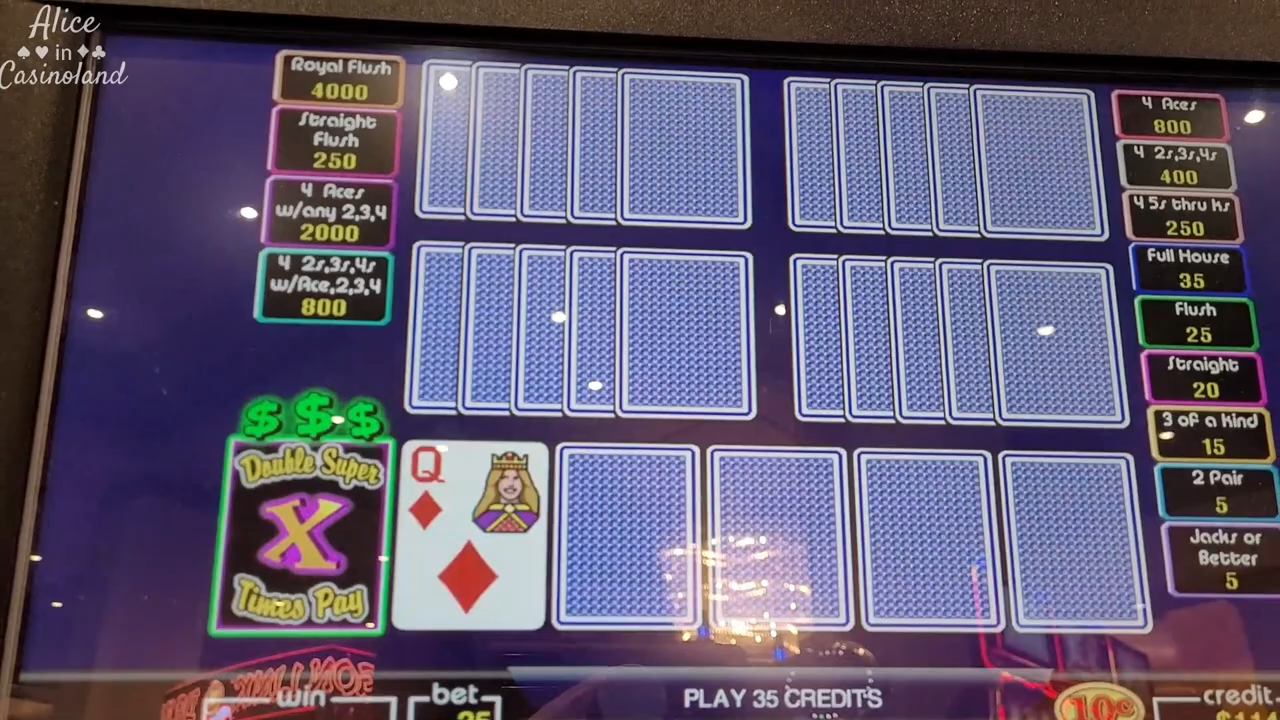 Alice
in
Casinoland
Royal Flush
4000
Straight
Flush
250
4 Aces
w/any 2,3,4
2000
4 2s,3s,4s
w/Ace,2,3,4
800
4 Aces
800
4 2s,3s,4s
400
4 5s thru Ks
250
Full House
35
Flush
25
Straight
20
3 of a Kind
15
2 Pair
5
Jacks or
Better
5
$ $ $
Double Super
X
Times Pay
Q
win
bet
PLAY 35 CREDITS
10¢
credit